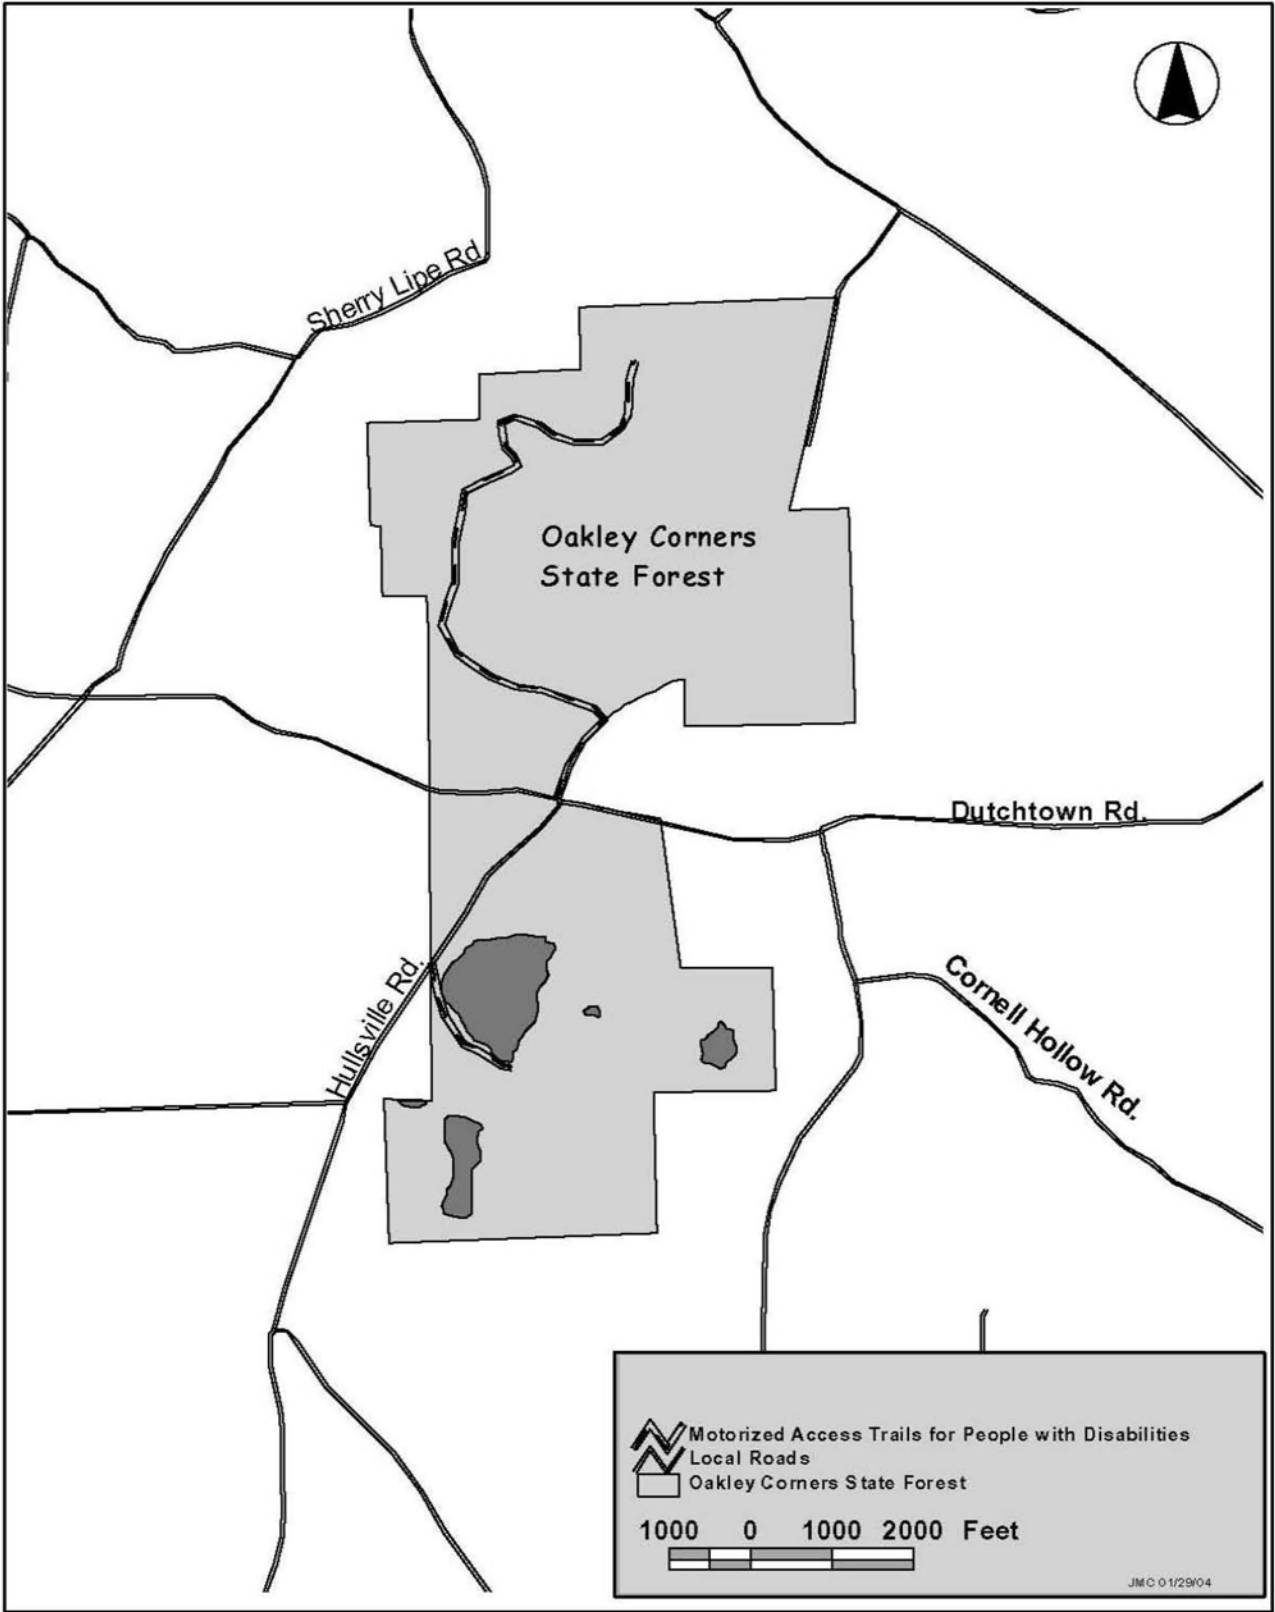 Sherry Lipe Rd.
Oakley Corners
State Forest
Dutchtown Rd.
Hullsville Rd.
Cornell Hollow Rd.
Motorized Access Trails for People with Disabilities
Local Roads
Oakley Corners State Forest
1000 0 1000 2000 Feet
JMC 01/29/04